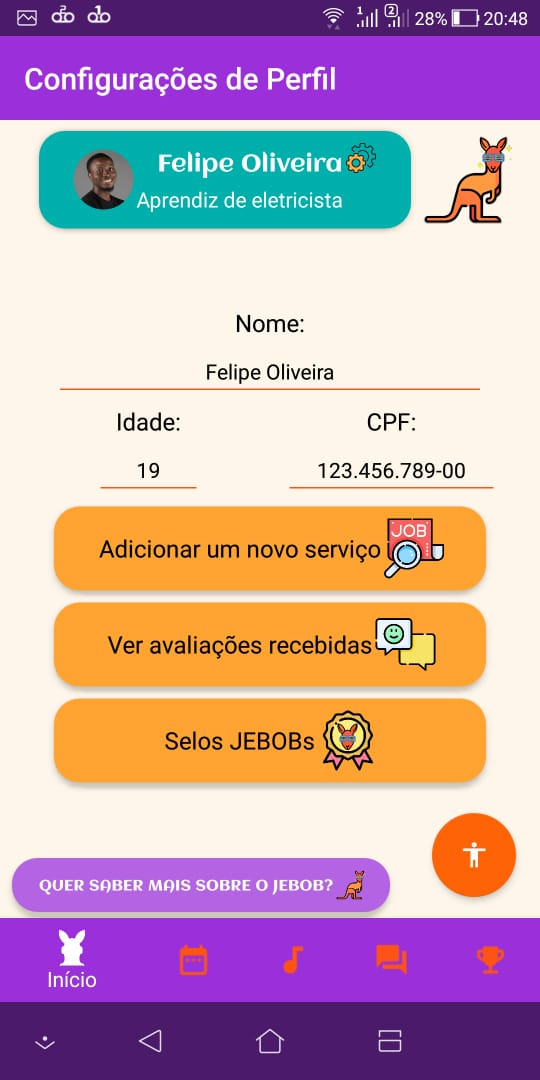 1 2 28% 20:48
Configurações de Perfil
Felipe Oliveira
Aprendiz de eletricista
Nome:
Felipe Oliveira
Idade: CPF:
19 123.456.789-00
Adicionar um novo serviço JOB
Ver avaliações recebidas
Selos JEBOBs
QUER SABER MAIS SOBRE O JEBOB?
Início